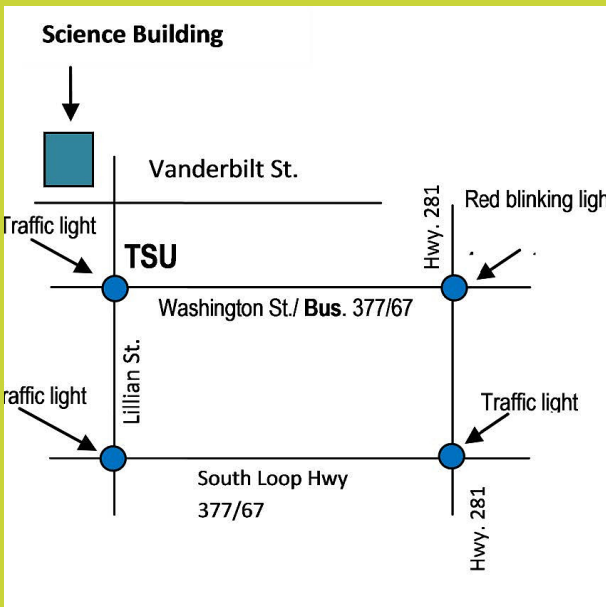 Science Building
Vanderbilt St.
Hwy. 281
Red blinking ligh
Traffic light
TSU
Washington St./ Bus. 377/67
Lillian St.
raffic light
Traffic light
South Loop Hwy
377/67
Hwy. 281